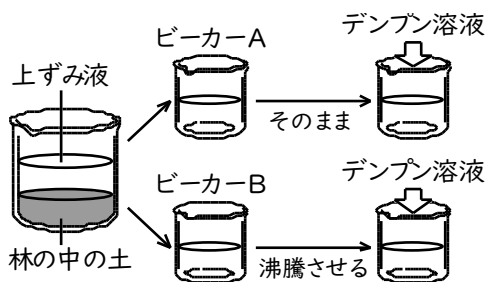 上ずみ液
林の中の土
ビーカーA
そのまま
デンプン溶液
ビーカーB
沸騰させる
デンプン溶液